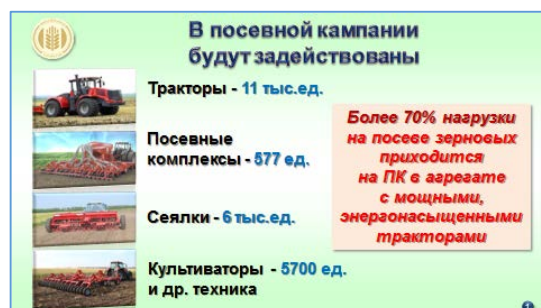 В посевной кампании
будут задействованы
Тракторы - 11 тыс.ед.
Посевные
комплексы - 577 ед.
Сеялки - 6 тыс.ед.
Культиваторы - 5700 ед.
и др. техника
Более 70% нагрузки
на посеве зерновых
приходится
на ПК в агрегате
с мощными,
энергонасыщенными
тракторами
1